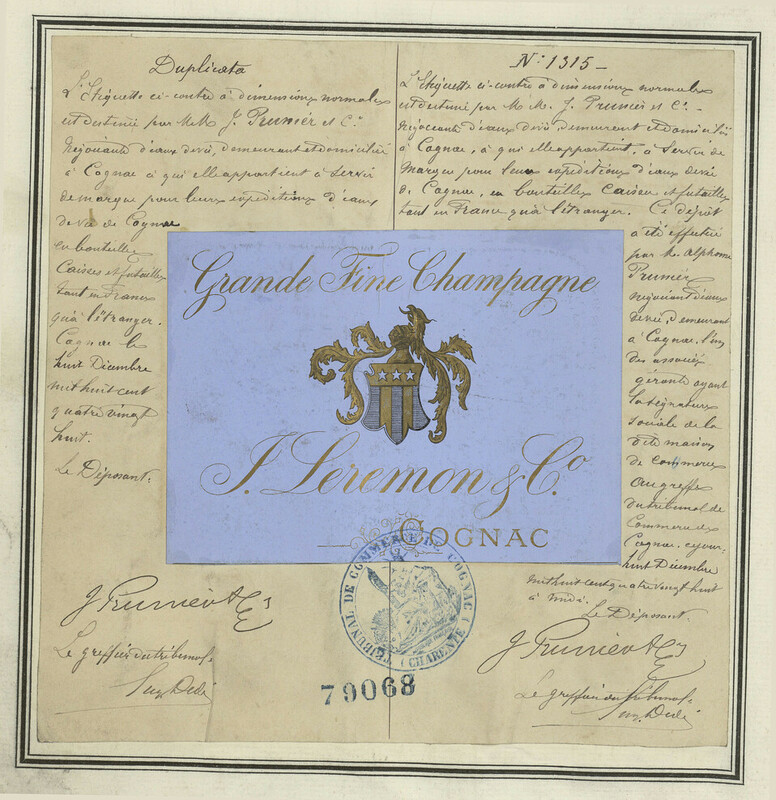 Duplicata
L'Etiquette ci-contre à dimensions normales
est destinée par M.M. J. Prunier et Cie
Négociants d'eaux de vie, demeurant et domiciliés
à Cognac à qui elle appartient à servir
de marque pour leurs expéditions d'eaux
de vie de Cognac
en bouteilles
Caisses et futailles
tant en France
qu'à l'étranger.
Cognac le
huit Décembre
mil huit cent
quatre vingt
huit.
Le Déposant.
J Prunier & Cie
Le greffier du tribunal.
N: 1315 –
L'Etiquette ci-contre à dimensions normales
est destinée par M.M. J. Prunier et Cie –
Négociants d'eaux de vie, demeurant et domiciliés
à Cognac, à qui elle appartient, à servir de
Marque pour leurs expéditions d'eaux de vie
de Cognac, en bouteilles Caisses et futailles
tant en France qu'à l'étranger. Ce dépôt
a été effectué
par M. Alphonse
Prunier
négociant d'eaux
de vie, demeurant
à Cognac, l'un
des associés
gérants ayant
la signature
sociale de la
dite maison
de commerce
au greffe
du tribunal de
Commerce de
Cognac, ce jour
huit Décembre
mil huit cent quatre vingt huit
à midi.
Le Déposant.
J Prunier & Cie
Le greffier du tribunal.
Grande Fine Champagne
J. Leremon & Co.
COGNAC
TRIBUNAL DE COMMERCE DE COGNAC
(CHARENTE)
79068